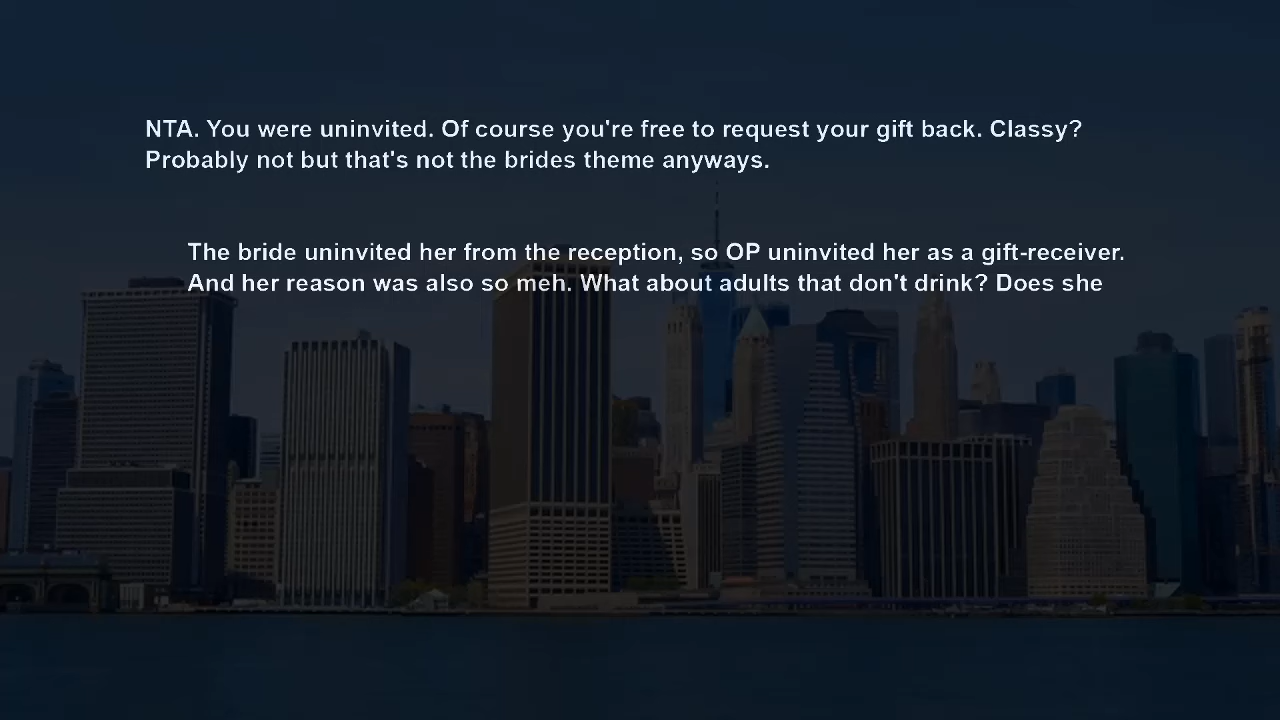 NTA. You were uninvited. Of course you're free to request your gift back. Classy?
Probably not but that's not the brides theme anyways.
The bride uninvited her from the reception, so OP uninvited her as a gift-receiver.
And her reason was also so meh. What about adults that don't drink? Does she